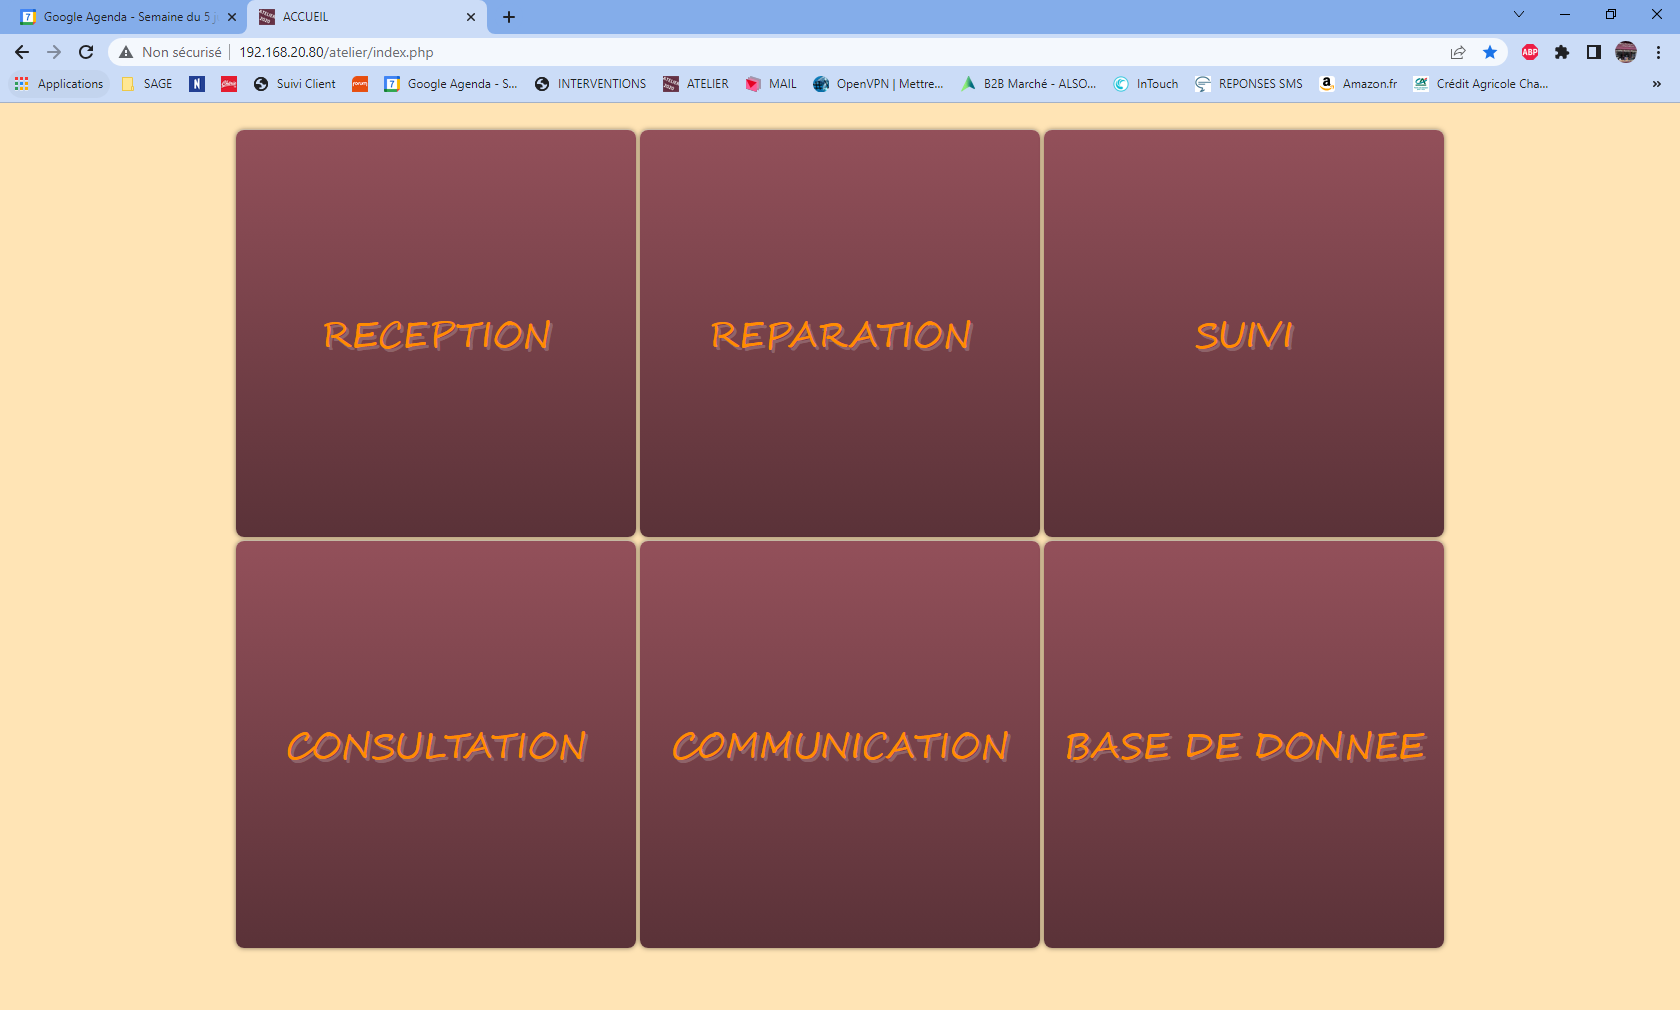 Google Agenda - Semaine du 5 j
ACCUEIL
Non sécurisé
192.168.20.80/atelier/index.php
ABP
Applications
SAGE
N
Suivi Client
7
Google Agenda - S...
INTERVENTIONS
ATELIER
MAIL
OpenVPN | Mettre...
B2B Marché - ALSO...
InTouch
REPONSES SMS
Amazon.fr
Crédit Agricole Cha...
»
RECEPTION
REPARATION
SUIVI
CONSULTATION
COMMUNICATION
BASE DE DONNEE